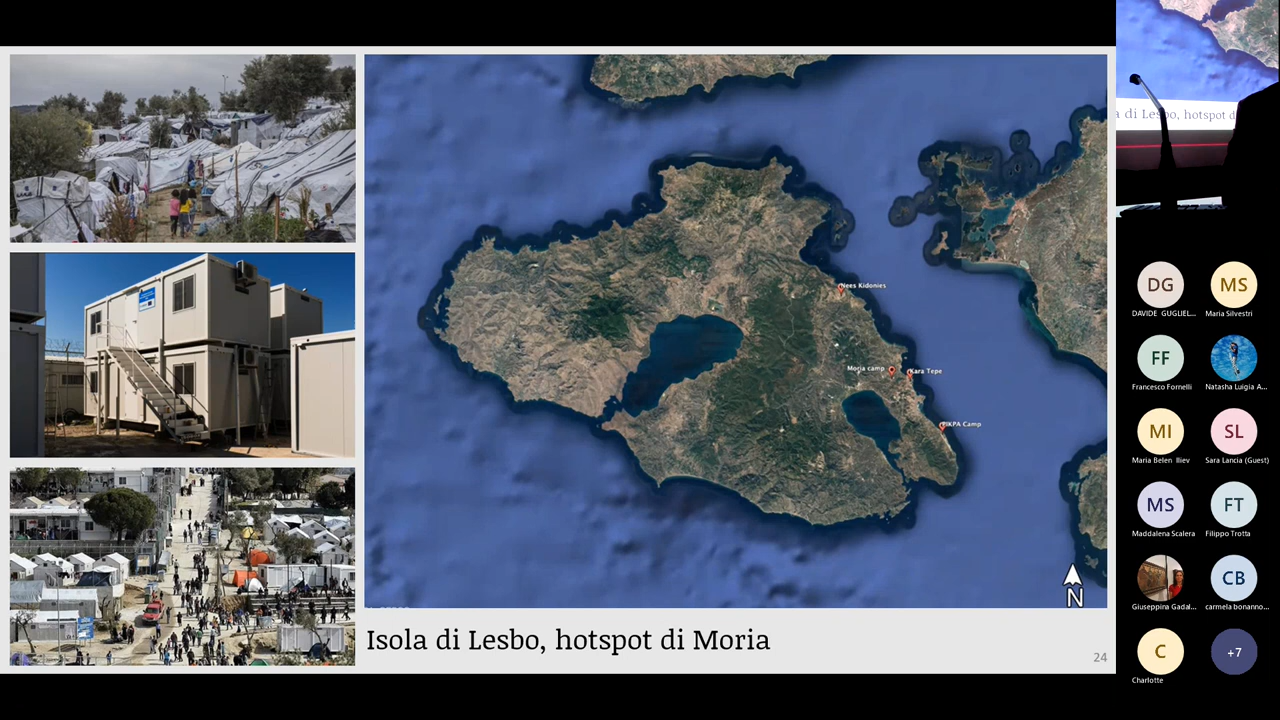 Nees Kidonies
Moria camp
Kara Tepe
PIKPA Camp
N
Isola di Lesbo, hotspot di Moria
24
a di Lesbo, hotspot d
DG
DAVIDE GUGLIEL...
MS
Maria Silvestri
FF
Francesco Fornelli
Natasha Luigia A...
MI
Maria Belen Iliev
SL
Sara Lancia (Guest)
MS
Maddalena Scalera
FT
Filippo Trotta
Giuseppina Gadal...
CB
carmela bonanno...
C
Charlotte
+7